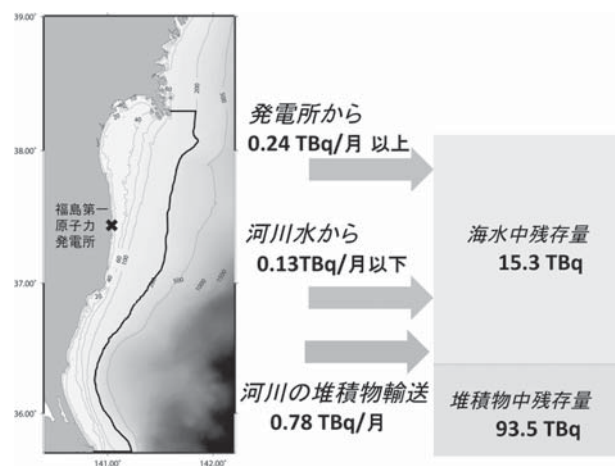 39.00°
38.00°
37.00°
36.00°
141.00°
142.00°
福島第一
原子力
発電所
発電所から
0.24 TBq/月 以上
河川水から
0.13TBq/月以下
河川の堆積物輸送
0.78 TBq/月
海水中残存量
15.3 TBq
堆積物中残存量
93.5 TBq